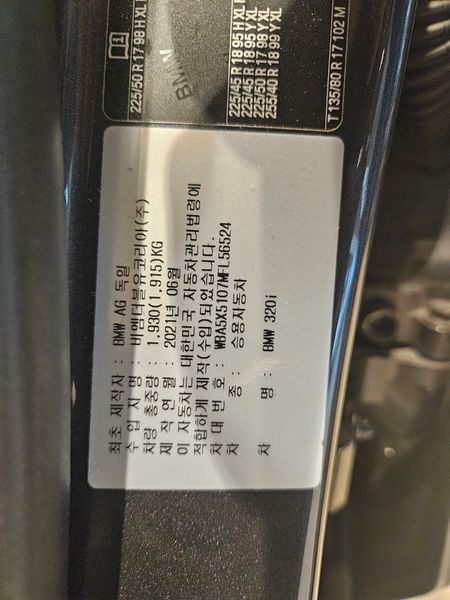 225/50 R 17 98 H XL
BMW
225/45 R 18 95 H XL
225/45 R 18 95 V XL
225/50 R 17 98 Y XL
255/40 R 18 99 Y XL
T 135/80 R 17 102 M
최초 제작자 : BMW AG 독일
수 입 자 명 : 비엠더블유코리아(주)
차량 총중량 : 1,930(1,915)KG
제 작 연 월 : 2021년 06월
이 자동차는 대한민국 자동차관리법령에
적합하게 제작(수입)되었습니다.
차 대 번 호 : WBA5X5107MFL56524
차 종 : 승용자동차
차 명 : BMW 320i